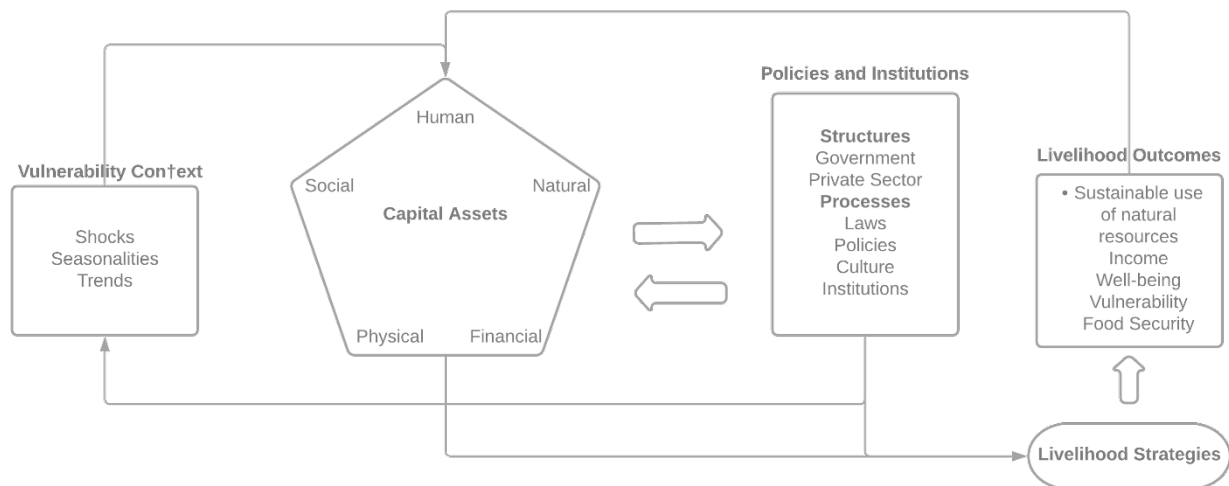 Vulnerability Con†ext
Shocks
Seasonalities
Trends
Human
Social
Natural
Capital Assets
Physical
Financial
Policies and Institutions
Structures
Government
Private Sector
Processes
Laws
Policies
Culture
Institutions
Livelihood Outcomes
• Sustainable use
of natural
resources
Income
Well-being
Vulnerability
Food Security
Livelihood Strategies